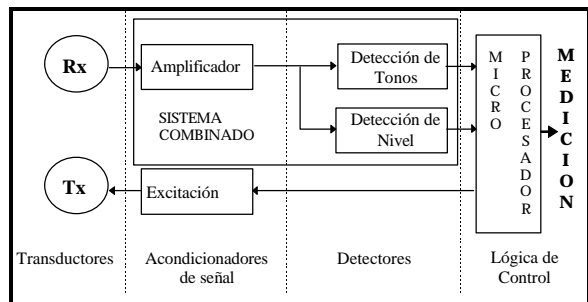 Rx
Amplificador
Detección de
Tonos
SISTEMA
COMBINADO
Detección de
Nivel
Tx
Excitación
MICRO
PROCESADOR
MEDICION
Transductores
Acondicionadores
de señal
Detectores
Lógica de
Control